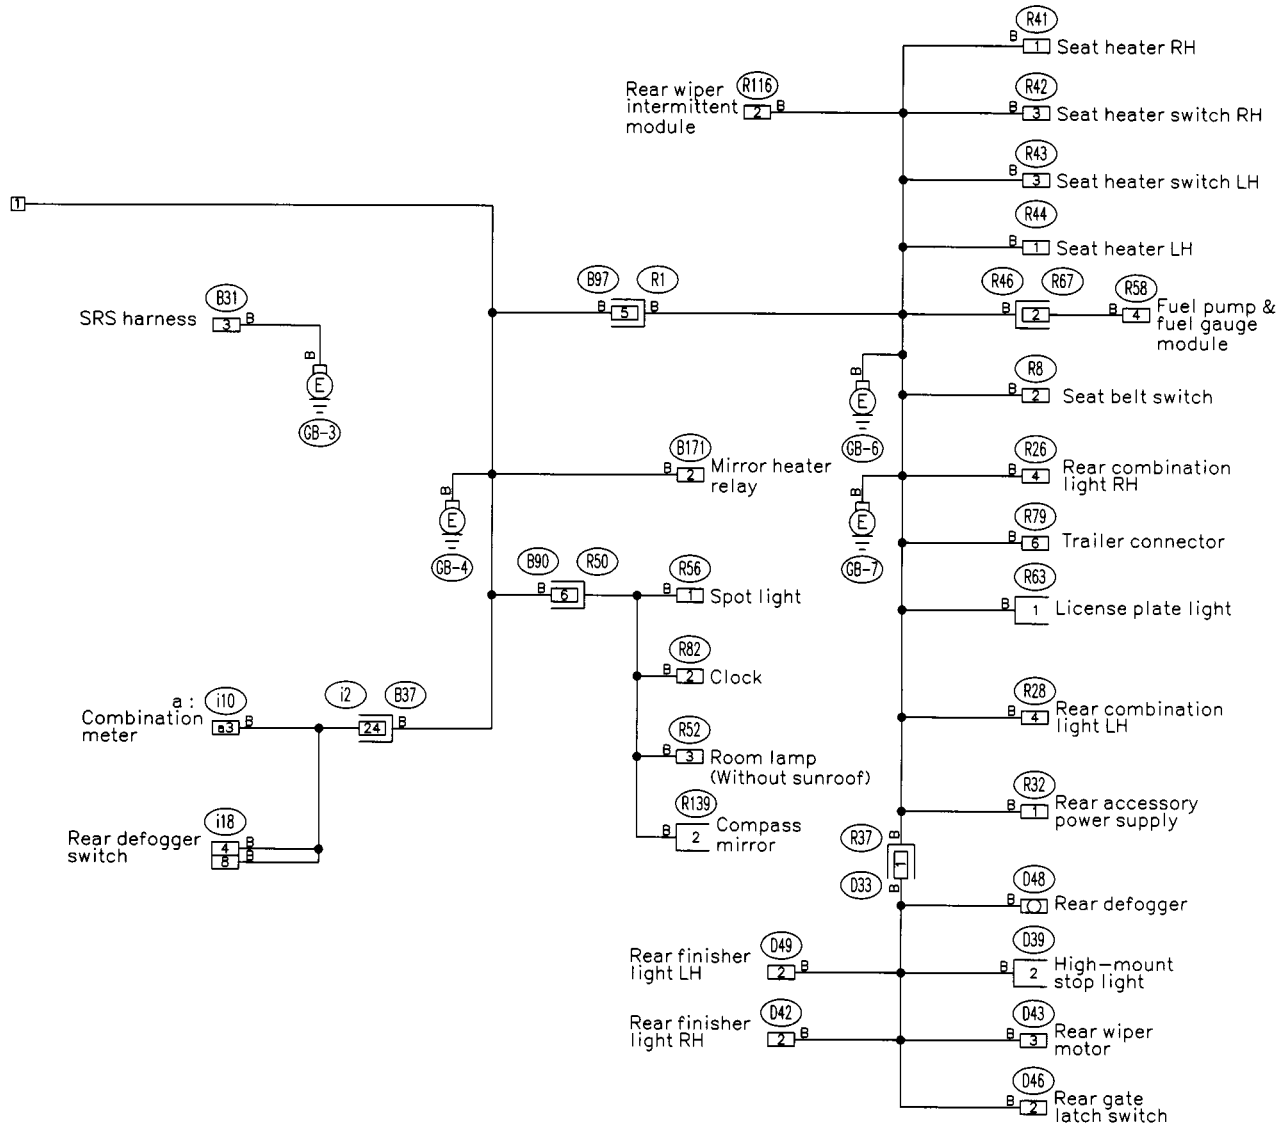 R41
B
1 Seat heater RH
R116
Rear wiper
intermittent
module
2 B
R42
B
3 Seat heater switch RH
R43
B
3 Seat heater switch LH
1
R44
B
1 Seat heater LH
B97 R1
B 5 B
R46 R67
B 2
R58
4 Fuel pump &
fuel gauge
module
B31
SRS harness 3 B
B
E
GB-3
B
E
GB-6
R8
B
2 Seat belt switch
B171
B
2 Mirror heater
relay
B
E
GB-4
B
E
GB-7
R26
B
4 Rear combination
light RH
R79
B
6 Trailer connector
B90 R50
B 6
R56
B
1 Spot light
R63
B
1 License plate light
R82
B
2 Clock
a :
Combination
meter
i10
a3 B
i2 B37
24 B
R28
B
4 Rear combination
light LH
R52
B
3 Room lamp
(Without sunroof)
R139
B
2 Compass
mirror
R32
B
1 Rear accessory
power supply
Rear defogger
switch
i18
4 B
8 B
R37 B
1
D33 B
D48
B
Rear defogger
Rear finisher
light LH
D49
2 B
D39
B
2 High-mount
stop light
Rear finisher
light RH
D42
2 B
D43
B
3 Rear wiper
motor
D46
B
2 Rear gate
latch switch